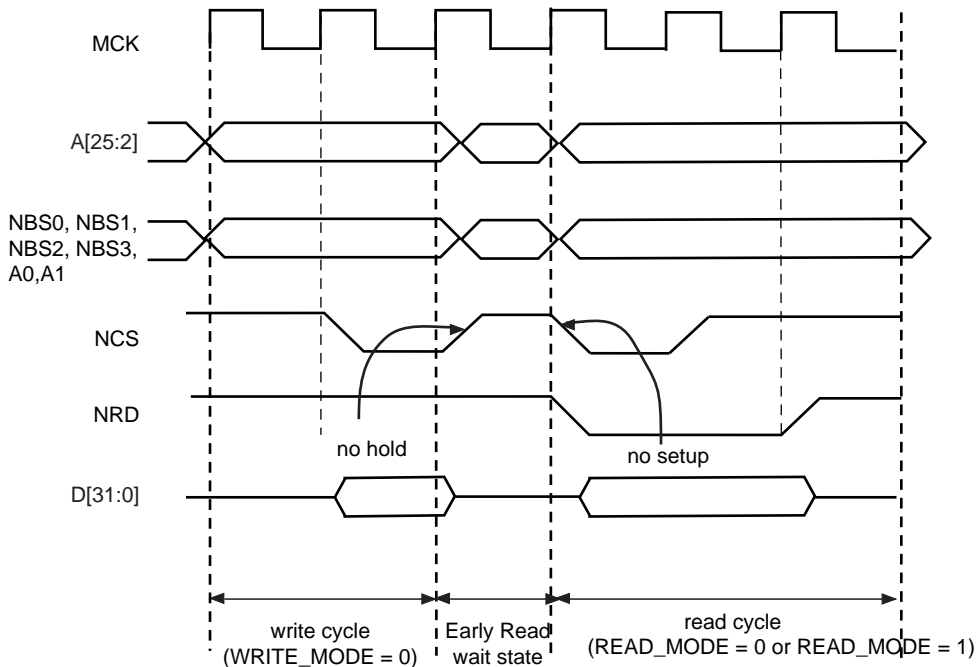 MCK
A[25:2]
NBS0, NBS1,
NBS2, NBS3,
A0,A1
NCS
NRD
no hold
no setup
D[31:0]
write cycle
(WRITE_MODE = 0)
Early Read
wait state
read cycle
(READ_MODE = 0 or READ_MODE = 1)